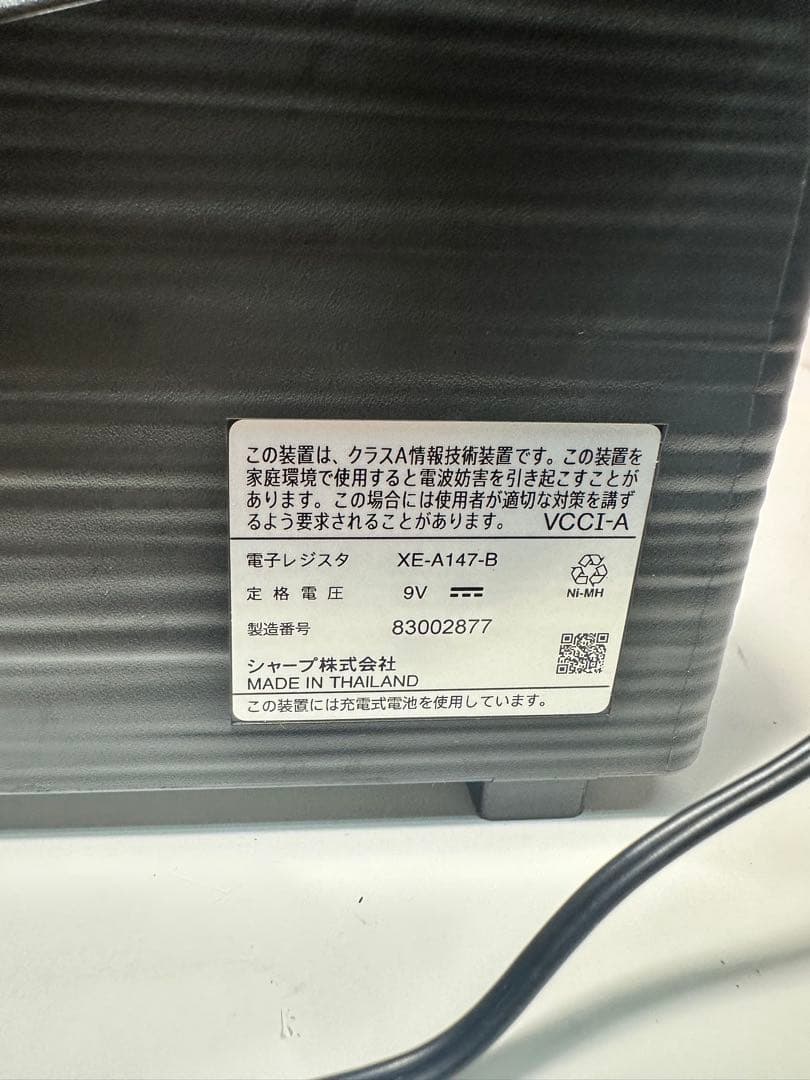 この装置は、クラスA情報技術装置です。この装置を
家庭環境で使用すると電波妨害を引き起こすことが
あります。この場合には使用者が適切な対策を講ず
るよう要求されることがあります。 VCCI-A
電子レジスタ XE-A147-B
定格電圧 9V
Ni-MH
製造番号 83002877
シャープ株式会社
MADE IN THAILAND
この装置には充電式電池を使用しています。